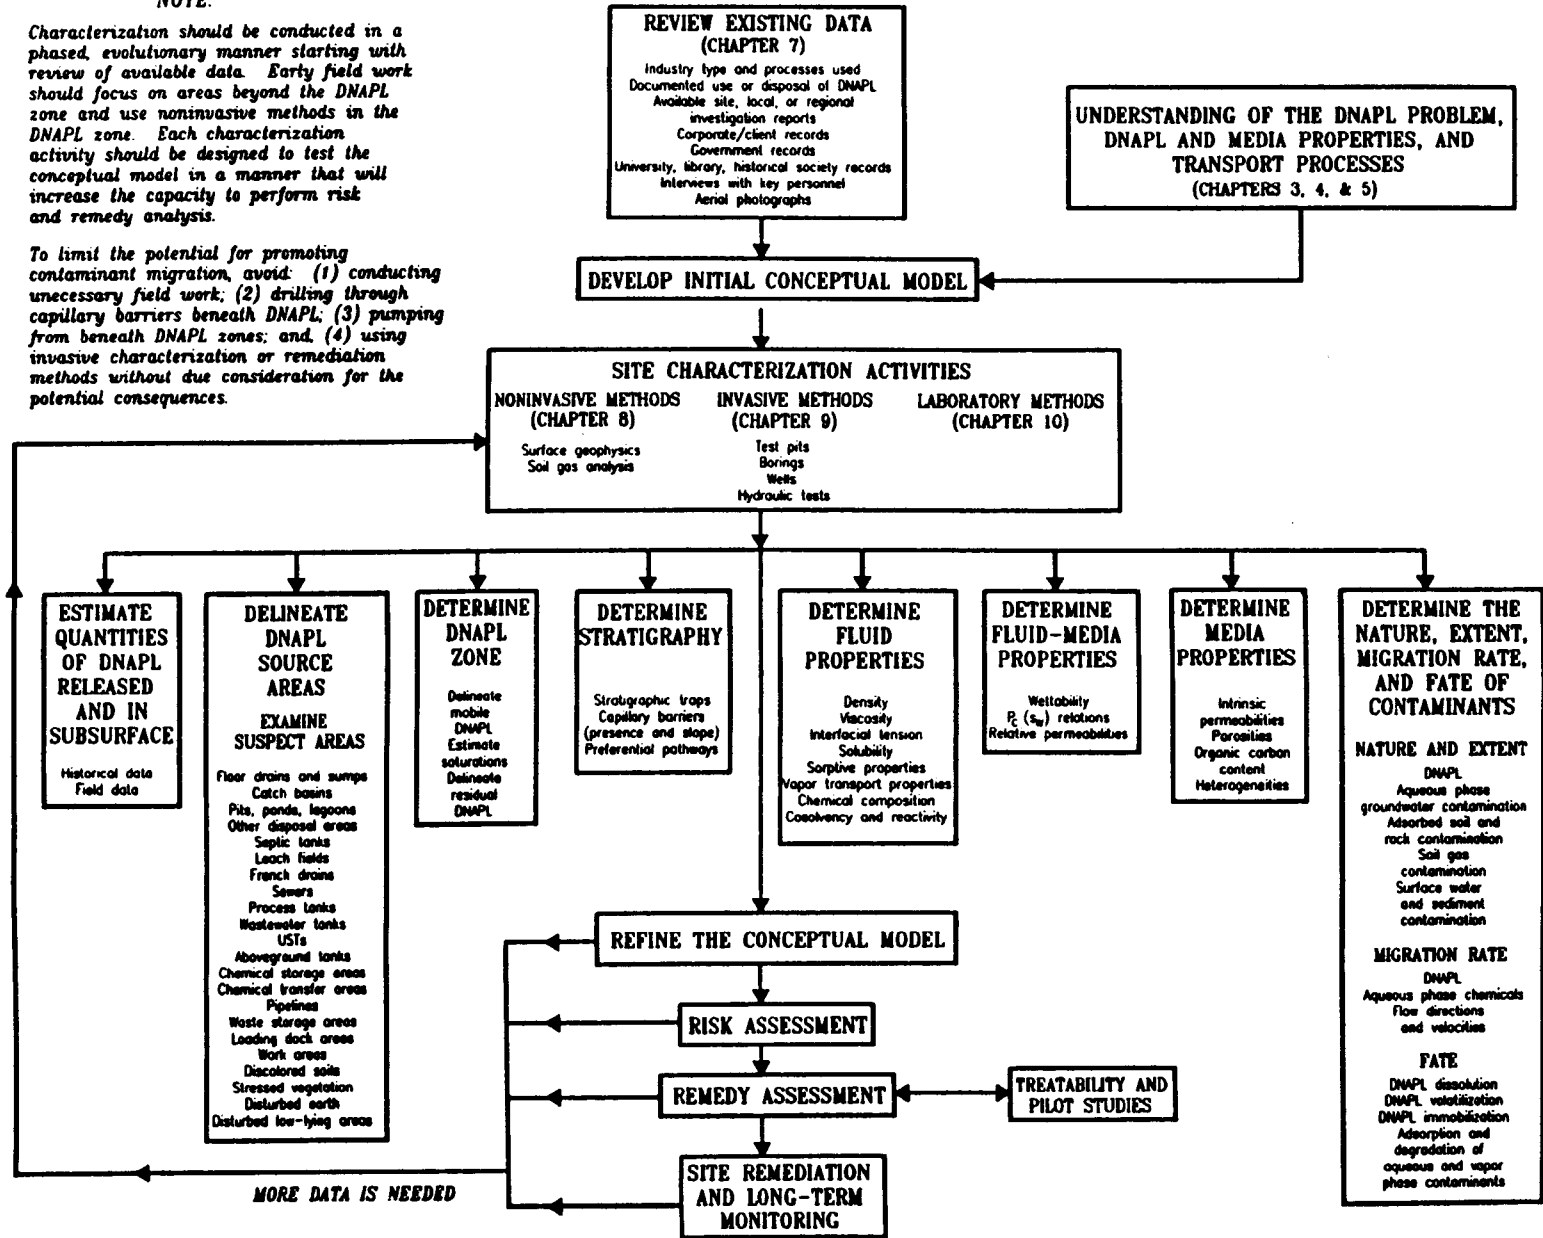 NOTE:
Characterization should be conducted in a
phased, evolutionary manner starting with
review of available data. Early field work
should focus on areas beyond the DNAPL
zone and use noninvasive methods in the
DNAPL zone. Each characterization
activity should be designed to test the
conceptual model in a manner that will
increase the capacity to perform risk
and remedy analysis.
To limit the potential for promoting
contaminant migration, avoid: (1) conducting
unecessary field work; (2) drilling through
capillary barriers beneath DNAPL; (3) pumping
from beneath DNAPL zones; and, (4) using
invasive characterization or remediation
methods without due consideration for the
potential consequences.
REVIEW EXISTING DATA
(CHAPTER 7)
Industry type and processes used
Documented use or disposal of DNAPL
Available site, local, or regional
investigation reports
Corporate/client records
Government records
University, library, historical society records
Interviews with key personnel
Aerial photographs
UNDERSTANDING OF THE DNAPL PROBLEM,
DNAPL AND MEDIA PROPERTIES, AND
TRANSPORT PROCESSES
(CHAPTERS 3, 4, & 5)
DEVELOP INITIAL CONCEPTUAL MODEL
SITE CHARACTERIZATION ACTIVITIES
NONINVASIVE METHODS
(CHAPTER 8)
Surface geophysics
Soil gas analysis
INVASIVE METHODS
(CHAPTER 9)
Test pits
Borings
Wells
Hydraulic tests
LABORATORY METHODS
(CHAPTER 10)
ESTIMATE
QUANTITIES
OF DNAPL
RELEASED
AND IN
SUBSURFACE
Historical data
Field data
DELINEATE
DNAPL
SOURCE
AREAS
EXAMINE
SUSPECT AREAS
Floor drains and sumps
Catch basins
Pits, ponds, lagoons
Other disposal areas
Septic tanks
Leach fields
French drains
Sewers
Process tanks
Wastewater tanks
USTs
Aboveground tanks
Chemical storage areas
Chemical transfer areas
Pipelines
Waste storage areas
Loading dock areas
Work areas
Discolored soils
Stressed vegetation
Disturbed earth
Disturbed low-lying areas
DETERMINE
DNAPL
ZONE
Delineate
mobile
DNAPL
Estimate
saturations
Delineate
residual
DNAPL
DETERMINE
STRATIGRAPHY
Stratigraphic traps
Capillary barriers
(presence and slope)
Preferential pathways
DETERMINE
FLUID
PROPERTIES
Density
Viscosity
Interfacial tension
Solubility
Sorptive properties
Vapor transport properties
Chemical composition
Cosolvency and reactivity
DETERMINE
FLUID-MEDIA
PROPERTIES
Wettability
Pc (sw) relations
Relative permeabilities
DETERMINE
MEDIA
PROPERTIES
Intrinsic
permeabilities
Porosities
Organic carbon
content
Heterogeneities
DETERMINE THE
NATURE, EXTENT,
MIGRATION RATE,
AND FATE OF
CONTAMINANTS
NATURE AND EXTENT
DNAPL
Aqueous phase
groundwater contamination
Adsorbed soil and
rock contamination
Soil gas
contamination
Surface water
and sediment
contamination
MIGRATION RATE
DNAPL
Aqueous phase chemicals
Flow directions
and velocities
FATE
DNAPL dissolution
DNAPL volatilization
DNAPL immobilization
Adsorption and
degradation of
aqueous and vapor
phase contaminants
REFINE THE CONCEPTUAL MODEL
RISK ASSESSMENT
REMEDY ASSESSMENT
TREATABILITY AND
PILOT STUDIES
SITE REMEDIATION
AND LONG-TERM
MONITORING
MORE DATA IS NEEDED